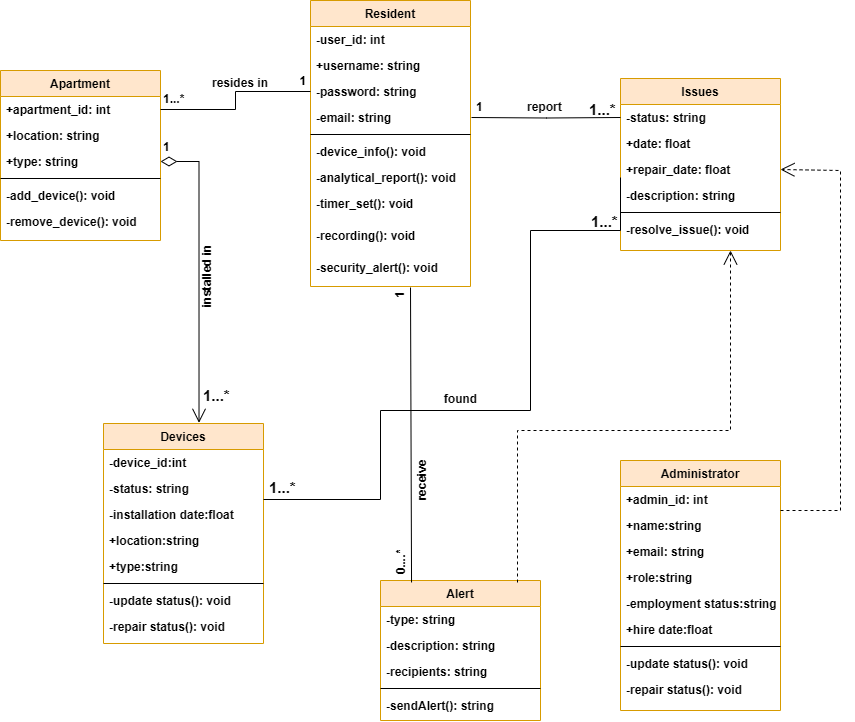 Resident
-user_id: int
+username: string
-password: string
-email: string
-device_info(): void
-analytical_report(): void
-timer_set(): void
-recording(): void
-security_alert(): void
Apartment
+apartment_id: int
+location: string
+type: string
-add_device(): void
-remove_device(): void
resides in
1
1...*
1
report
1...*
Issues
-status: string
+date: float
+repair_date: float
-description: string
-resolve_issue(): void
1
installed in
1...*
1...*
found
1...*
1
receive
0....*
Devices
-device_id:int
-status: string
-installation date:float
+location:string
+type:string
-update status(): void
-repair status(): void
Alert
-type: string
-description: string
-recipients: string
-sendAlert(): string
Administrator
+admin_id: int
+name:string
+email: string
+role:string
-employment status:string
+hire date:float
-update status(): void
-repair status(): void